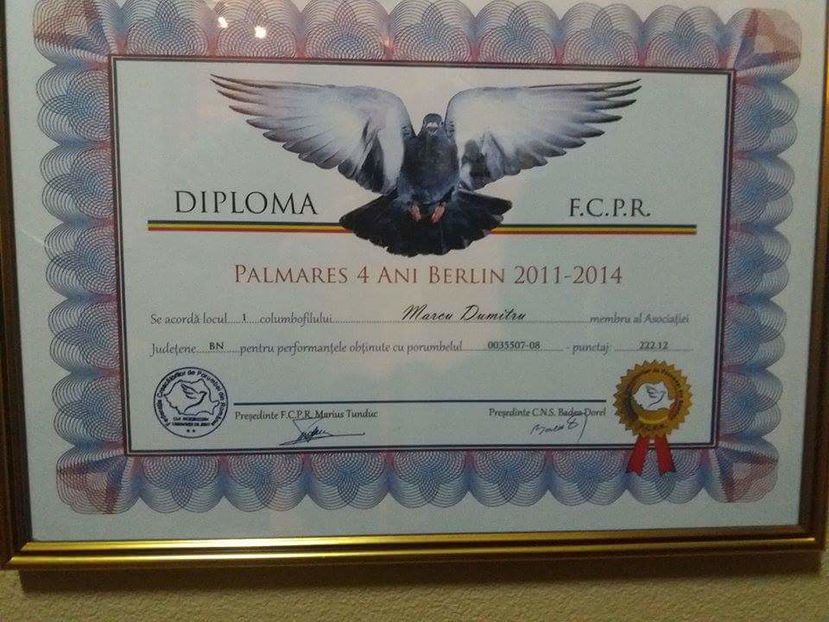 DIPLOMA
F.C.P.R.
PALMARES 4 ANI BERLIN 2011-2014
Se acordă locul.....1....columbofilului.................Marcu Dumitru................membru al Asociației
Județene....BN....pentru performanțele obținute cu porumbelul......0035507-08......- punctaj.......222.12
Președinte F.C.P.R. Marius Tunduc
Președinte C.N.S. Badea Dorel